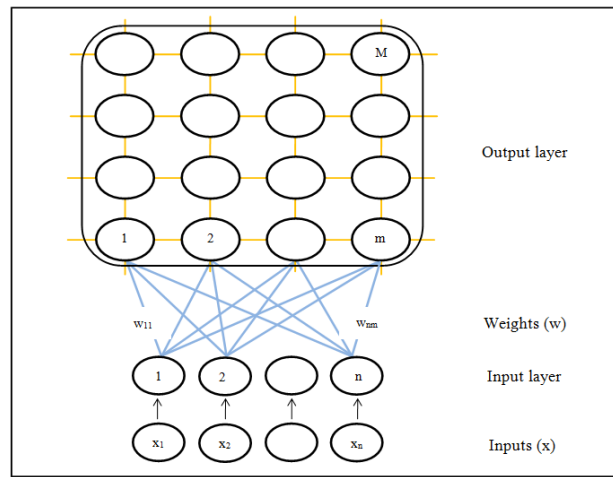 M
Output layer
1 2 m
w11 wnm
Weights (w)
1 2 n
Input layer
x1 x2 xn
Inputs (x)